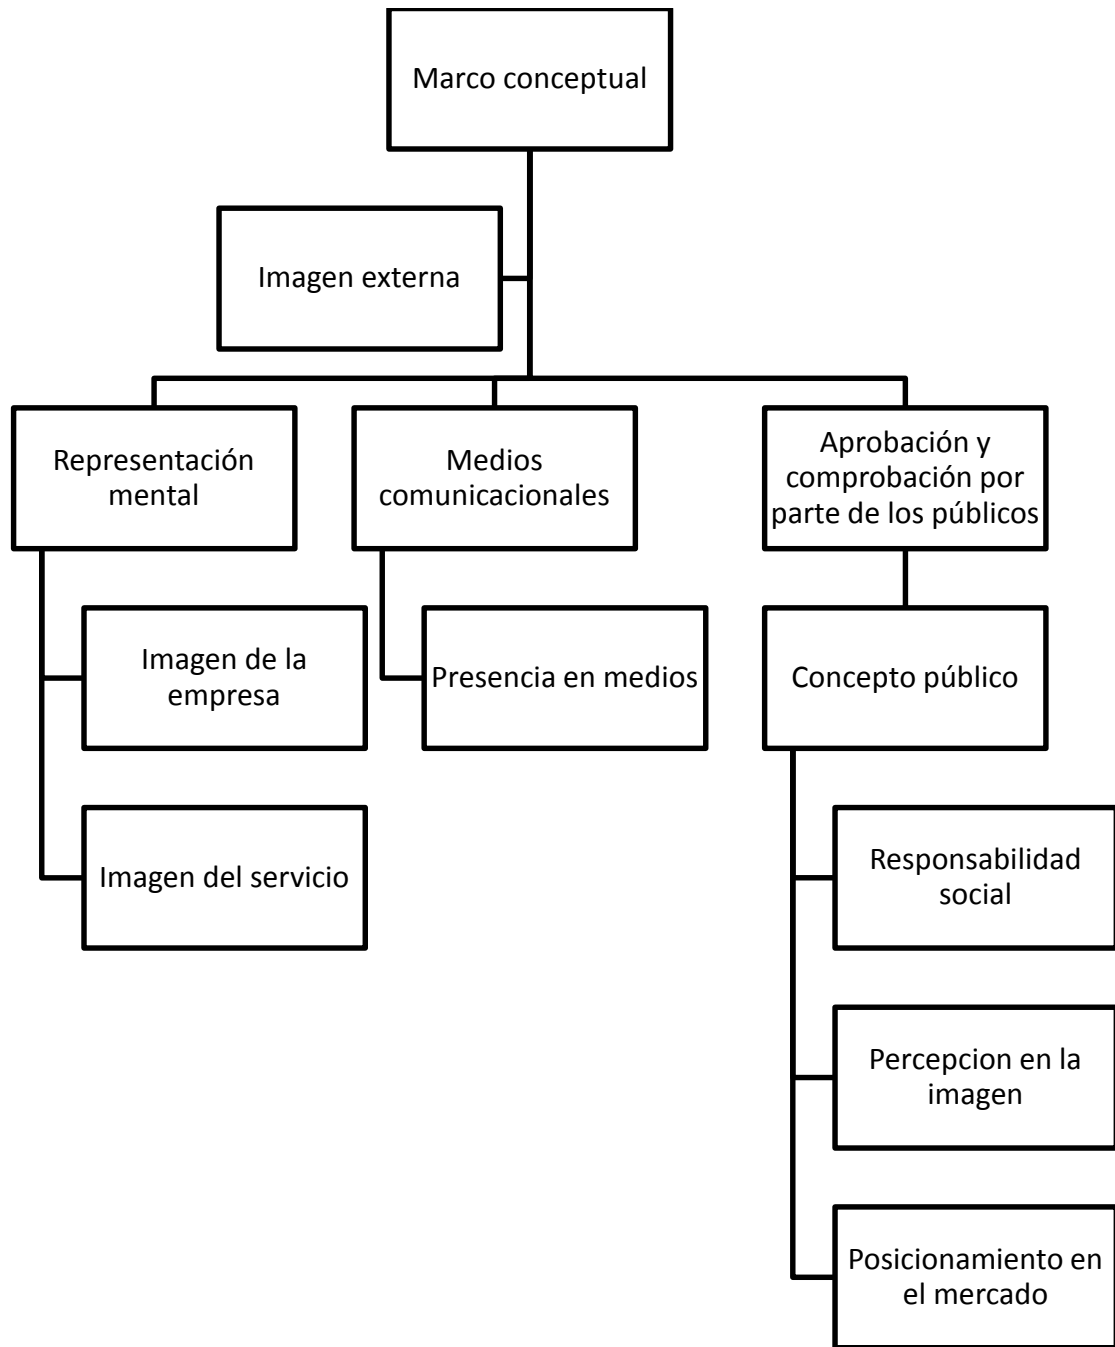 Marco conceptual
Imagen externa
Representación
mental
Medios
comunicacionales
Aprobación y
comprobación por
parte de los públicos
Imagen de la
empresa
Presencia en medios
Concepto público
Imagen del servicio
Responsabilidad
social
Percepcion en la
imagen
Posicionamiento en
el mercado